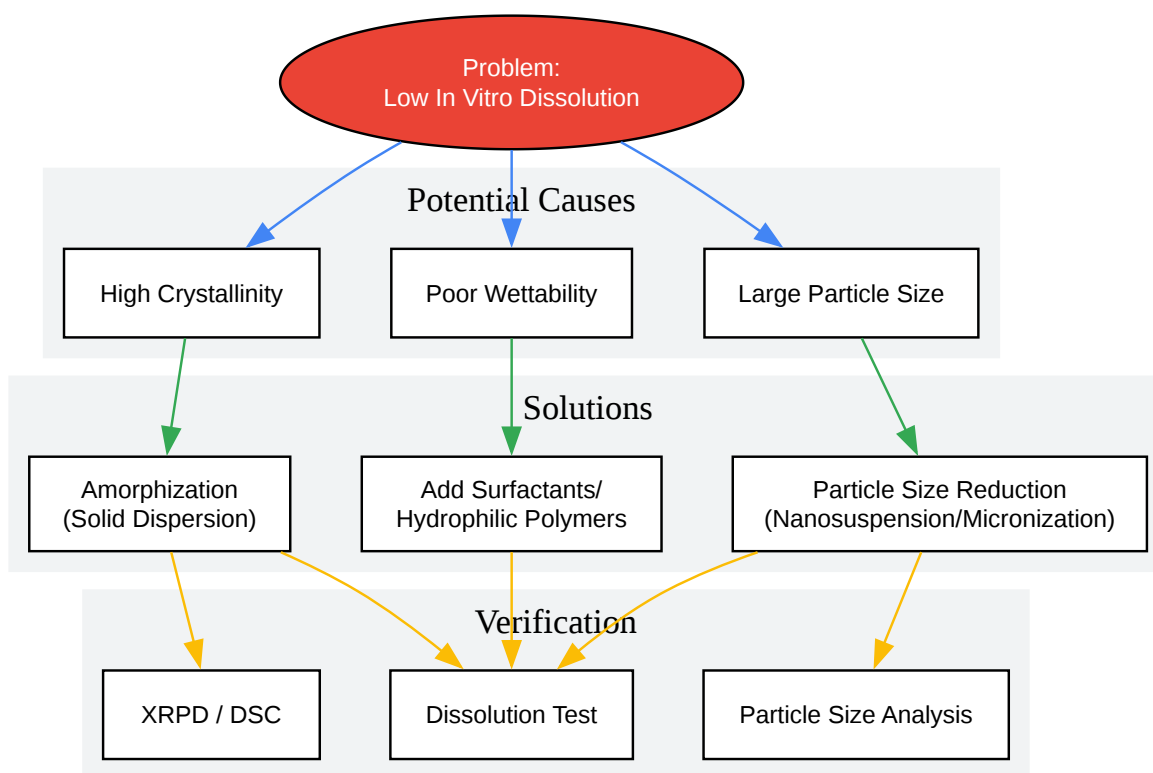 Problem:
Low In Vitro Dissolution
Potential Causes
High Crystallinity
Poor Wettability
Large Particle Size
Solutions
Amorphization
(Solid Dispersion)
Add Surfactants/
Hydrophilic Polymers
Particle Size Reduction
(Nanosuspension/Micronization)
Verification
XRPD / DSC
Dissolution Test
Particle Size Analysis